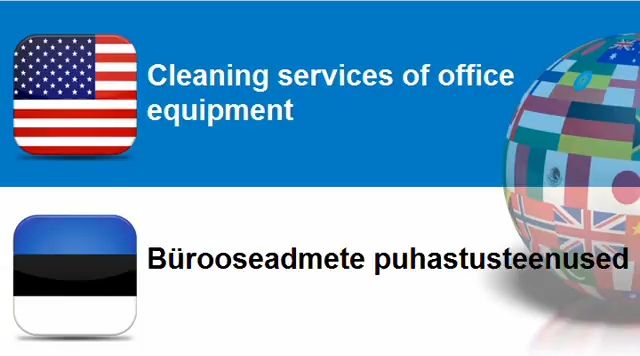 Cleaning services of office
equipment
Bürooseadmete puhastusteenused